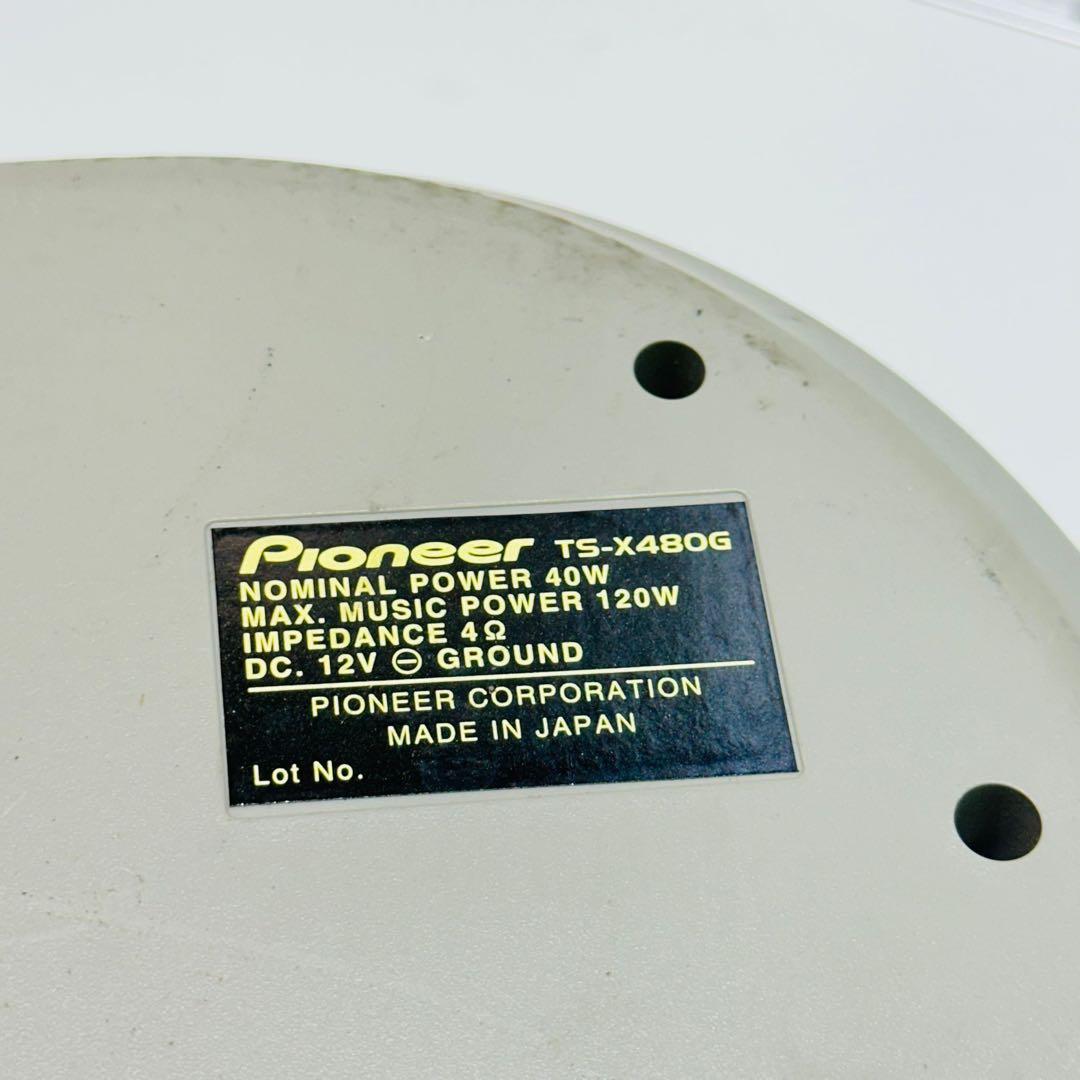 Pioneer TS-X480G
NOMINAL POWER 40W
MAX. MUSIC POWER 120W
IMPEDANCE 4Ω
DC. 12V ⊖ GROUND
PIONEER CORPORATION
MADE IN JAPAN
Lot No.